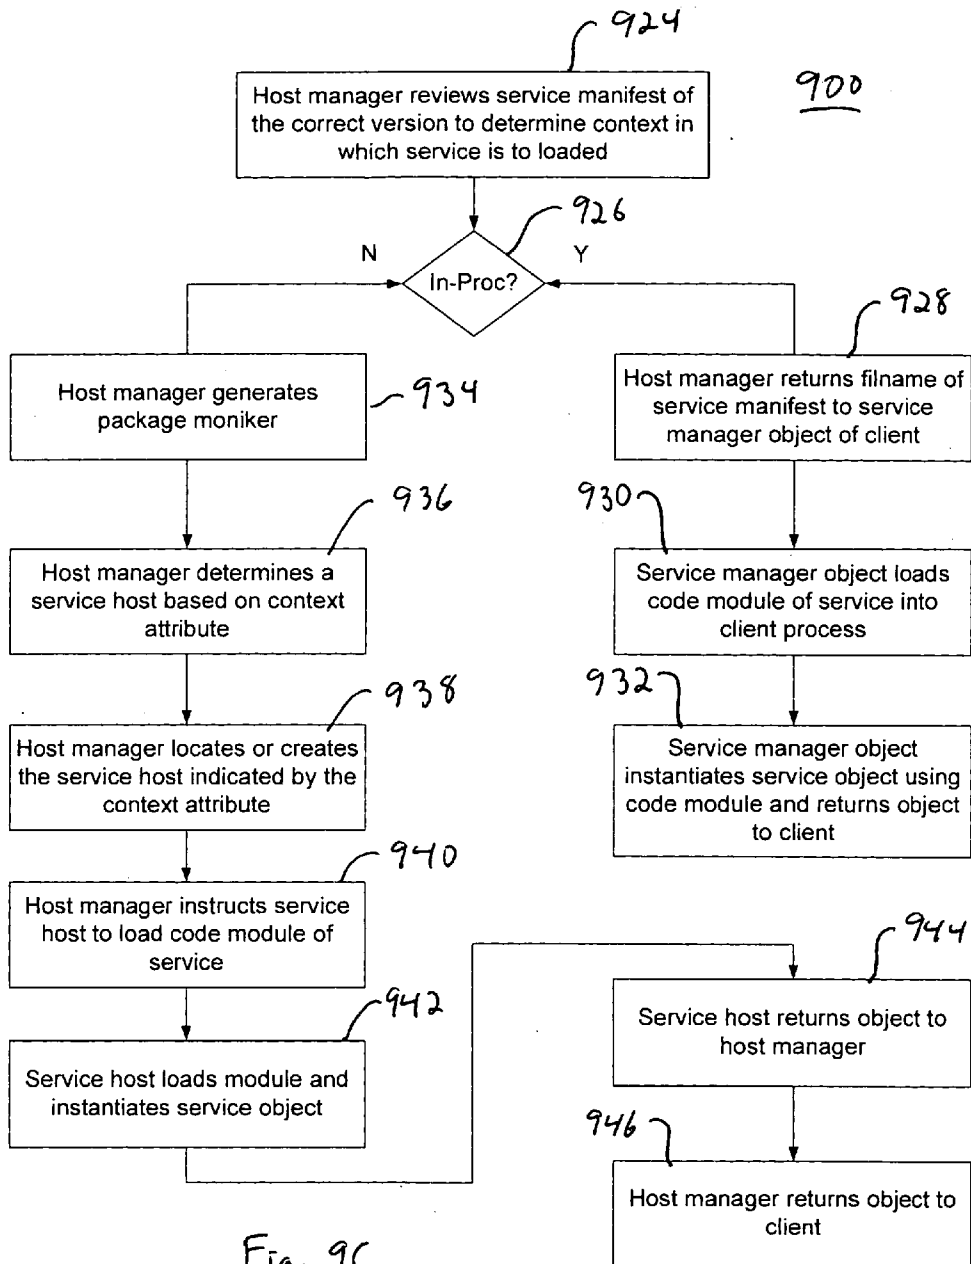 924
900
Host manager reviews service manifest of
the correct version to determine context in
which service is to loaded
926
N
Y
In-Proc?
928
Host manager generates
package moniker
934
Host manager returns filname of
service manifest to service
manager object of client
936
930
Host manager determines a
service host based on context
attribute
Service manager object loads
code module of service into
client process
938
932
Host manager locates or creates
the service host indicated by the
context attribute
Service manager object
instantiates service object using
code module and returns object
to client
940
Host manager instructs service
host to load code module of
service
944
942
Service host returns object to
host manager
Service host loads module and
instantiates service object
946
Host manager returns object to
client
Fig. 9C